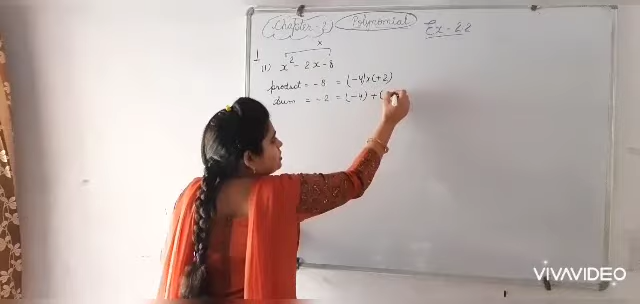 Chapter-2 Polynomial Ex-2.2
1
(i) x² - 2x - 8
x
product = -8 = (-4) x (+2)
Sum = -2 = (-4) + (
VIVAVIDEO